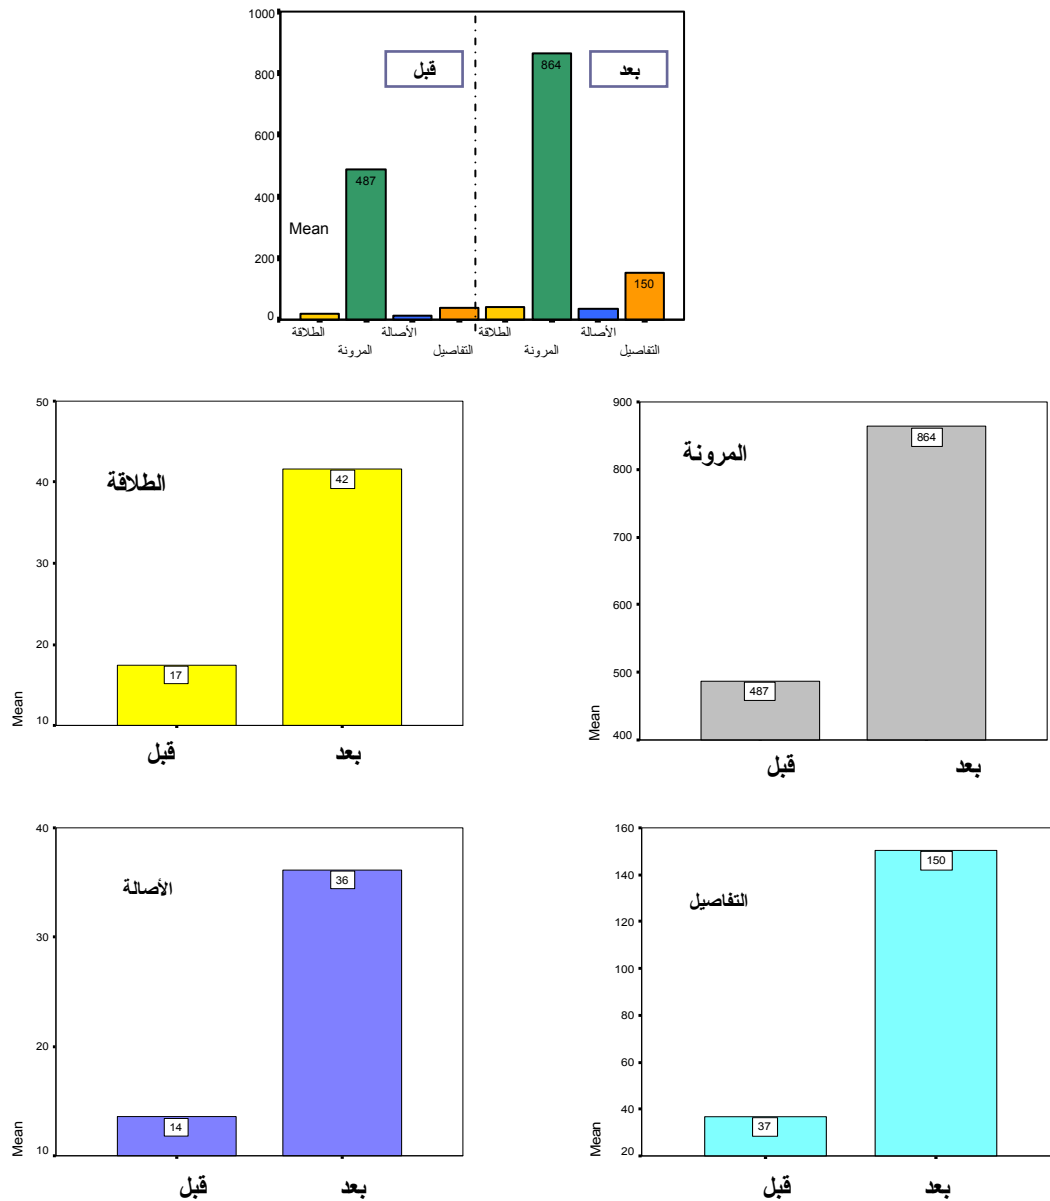 1000
800
600
400
200
0
Mean
قبل
بعد
487
864
150
الطلاقة
المرونة
الأصالة
التفاصيل
الطلاقة
المرونة
الأصالة
التفاصيل
50
40
30
20
10
Mean
الطلاقة
17
42
قبل
بعد
900
800
700
600
500
400
Mean
المرونة
487
864
قبل
بعد
40
30
20
10
Mean
الأصالة
14
36
قبل
بعد
160
140
120
100
80
60
40
20
Mean
التفاصيل
37
150
قبل
بعد